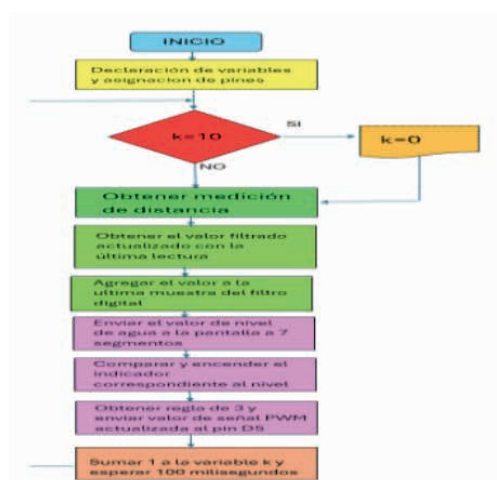 INICIO
Declaración de variables
y asignacion de pines
k=10
SI
k=0
NO
Obtener medición
de distancia
Obtener el valor filtrado
actualizado con la
última lectura
Agregar el valor a la
ultima muestra del filtro
digital
Enviar el valor de nivel
de agua a la pantalla a 7
segmentos
Comparar y encender el
indicador
correspondiente al nivel
Obtener regla de 3 y
enviar valor de señal PWM
actualizada al pin D5
Sumar 1 a la variable k y
esperar 100 milisegundos